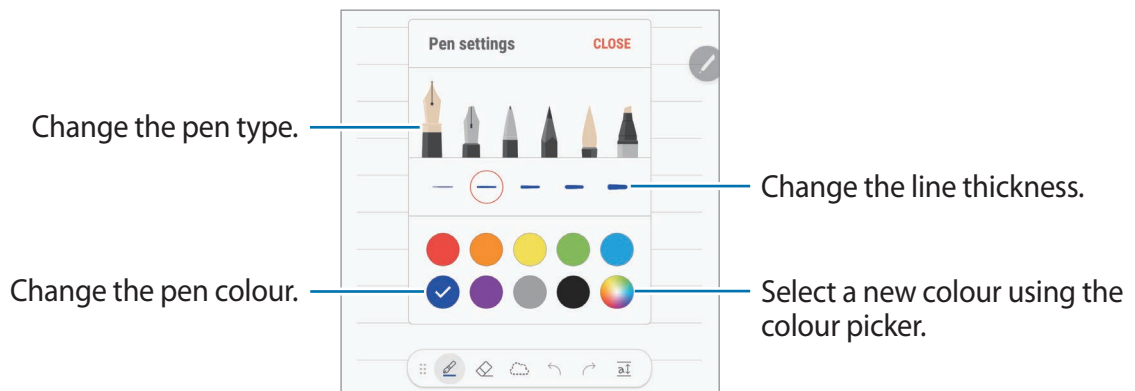 Pen settings CLOSE
Change the pen type.
Change the line thickness.
Change the pen colour.
Select a new colour using the
colour picker.
a